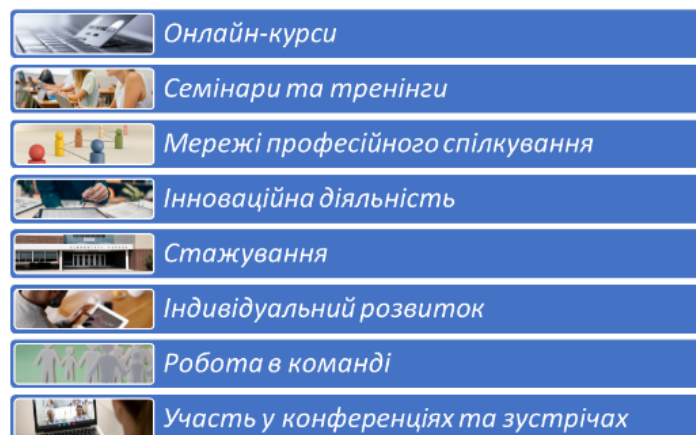 Онлайн-курси
Семінари та тренінги
Мережі професійного спілкування
Інноваційна діяльність
Стажування
Індивідуальний розвиток
Робота в команді
Участь у конференціях та зустрічах